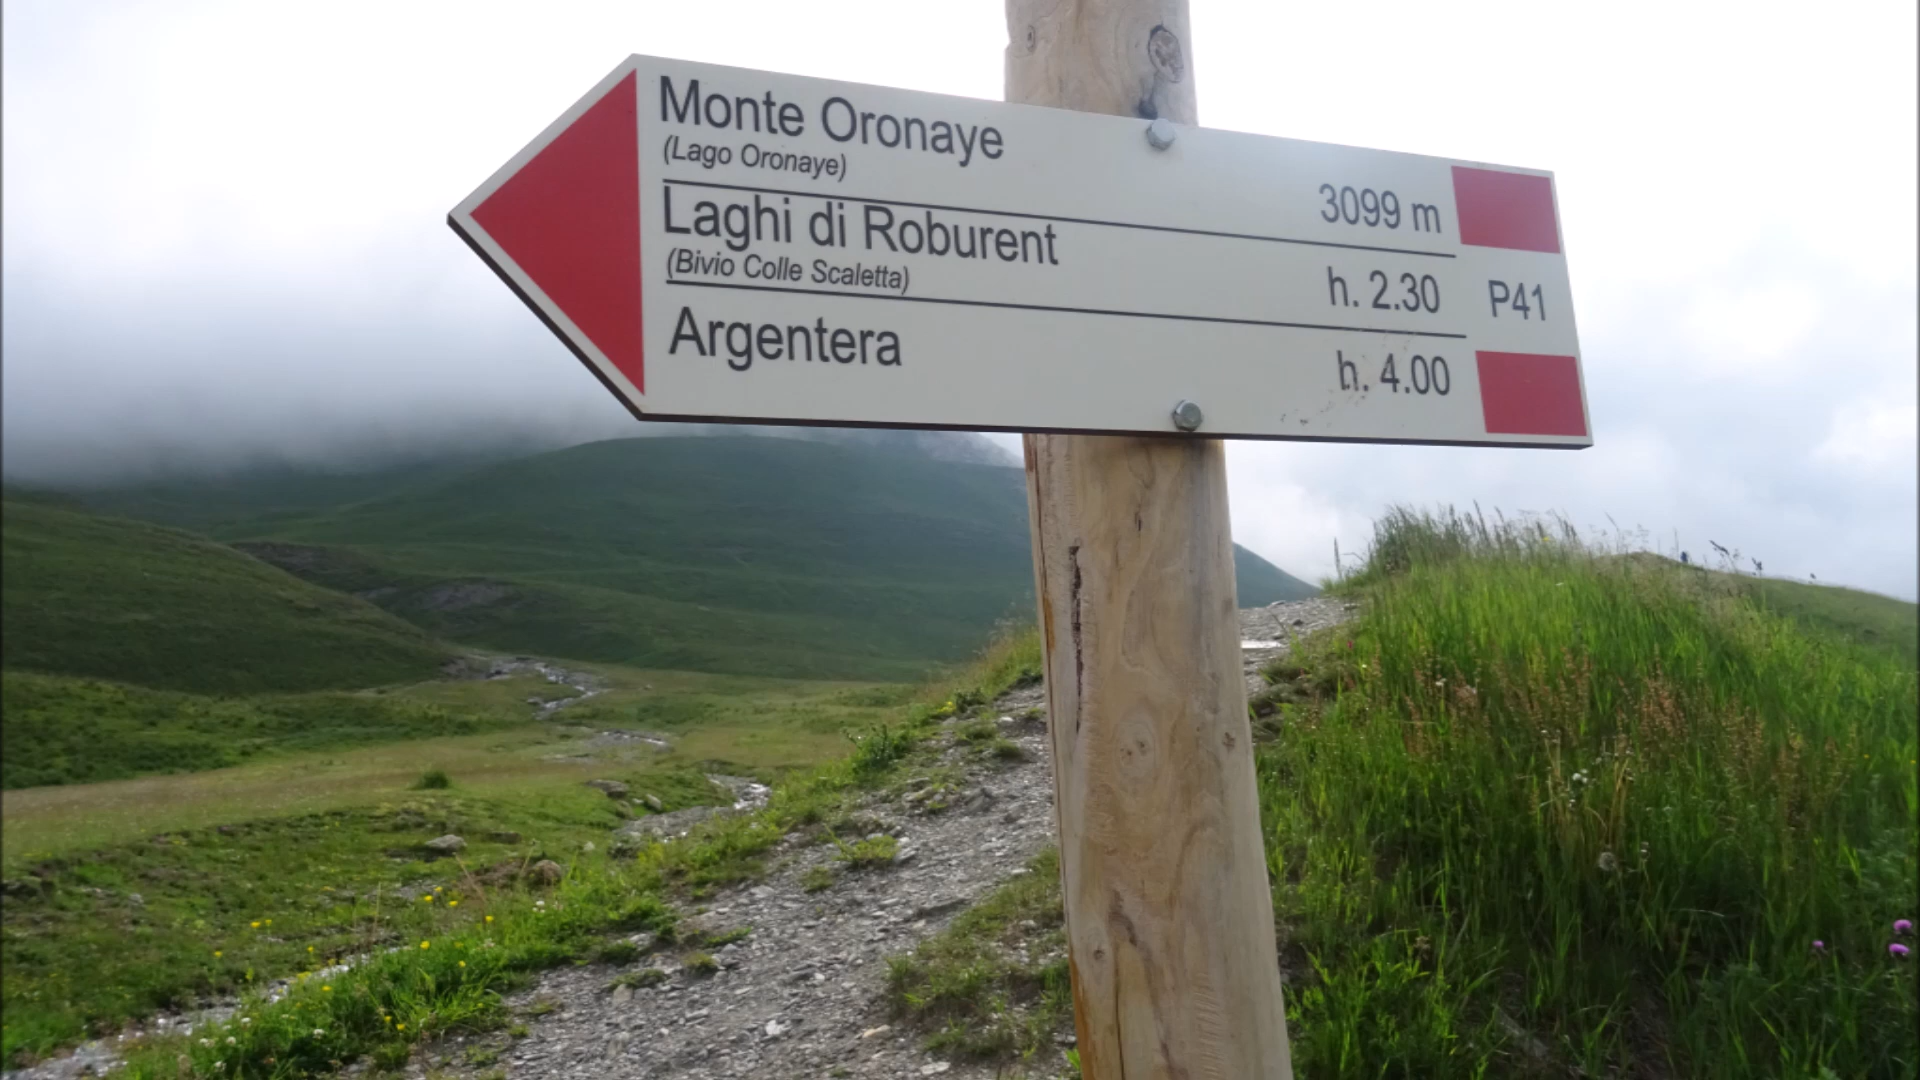 Monte Oronaye
(Lago Oronaye)
3099 m
Laghi di Roburent
(Bivio Colle Scaletta)
h. 2.30
P41
Argentera
h. 4.00